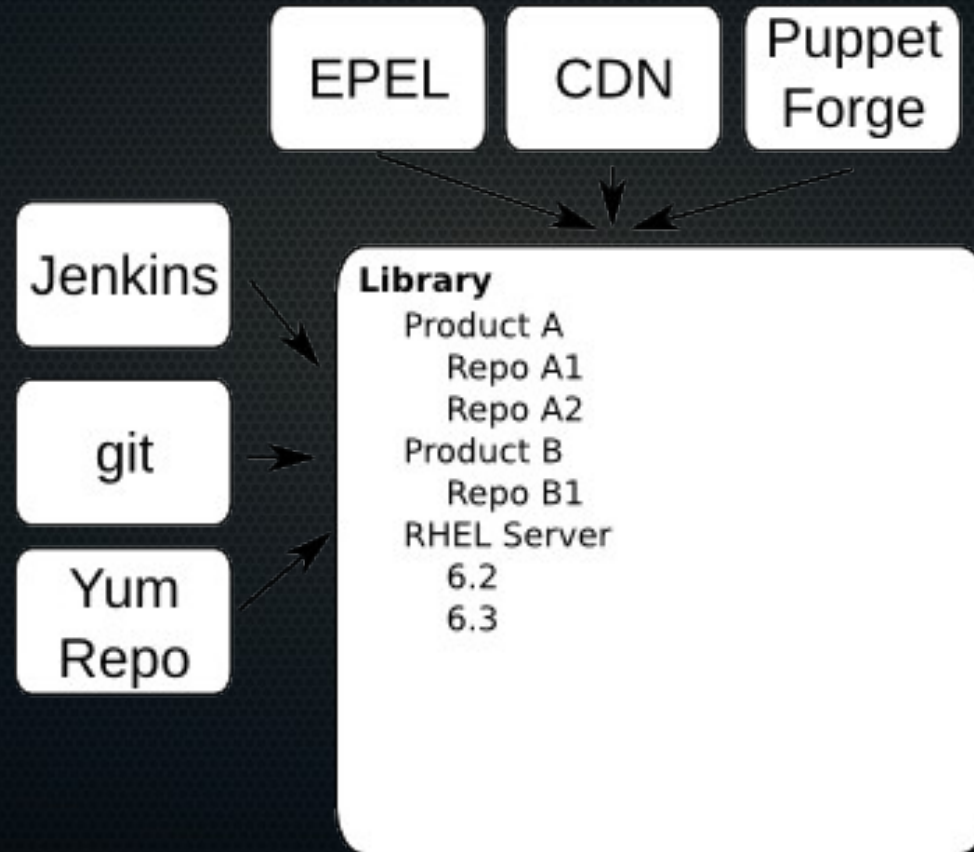 EPEL
CDN
Puppet
Forge
Jenkins
git
Yum
Repo
Library
Product A
Repo A1
Repo A2
Product B
Repo B1
RHEL Server
6.2
6.3